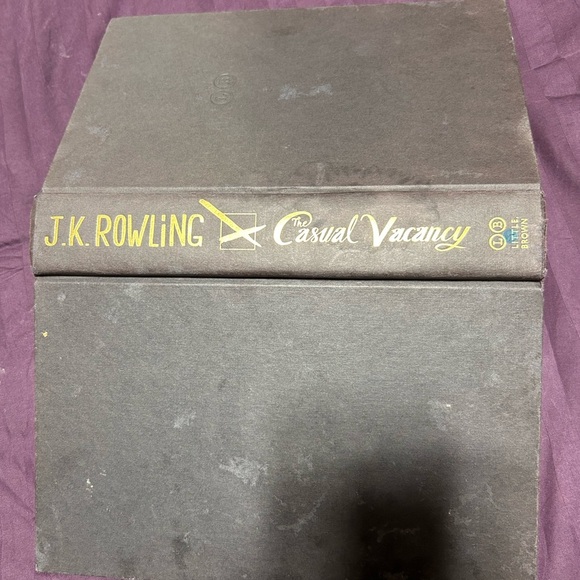 J.K. ROWLING
The Casual Vacancy
L B
LITTLE,
BROWN